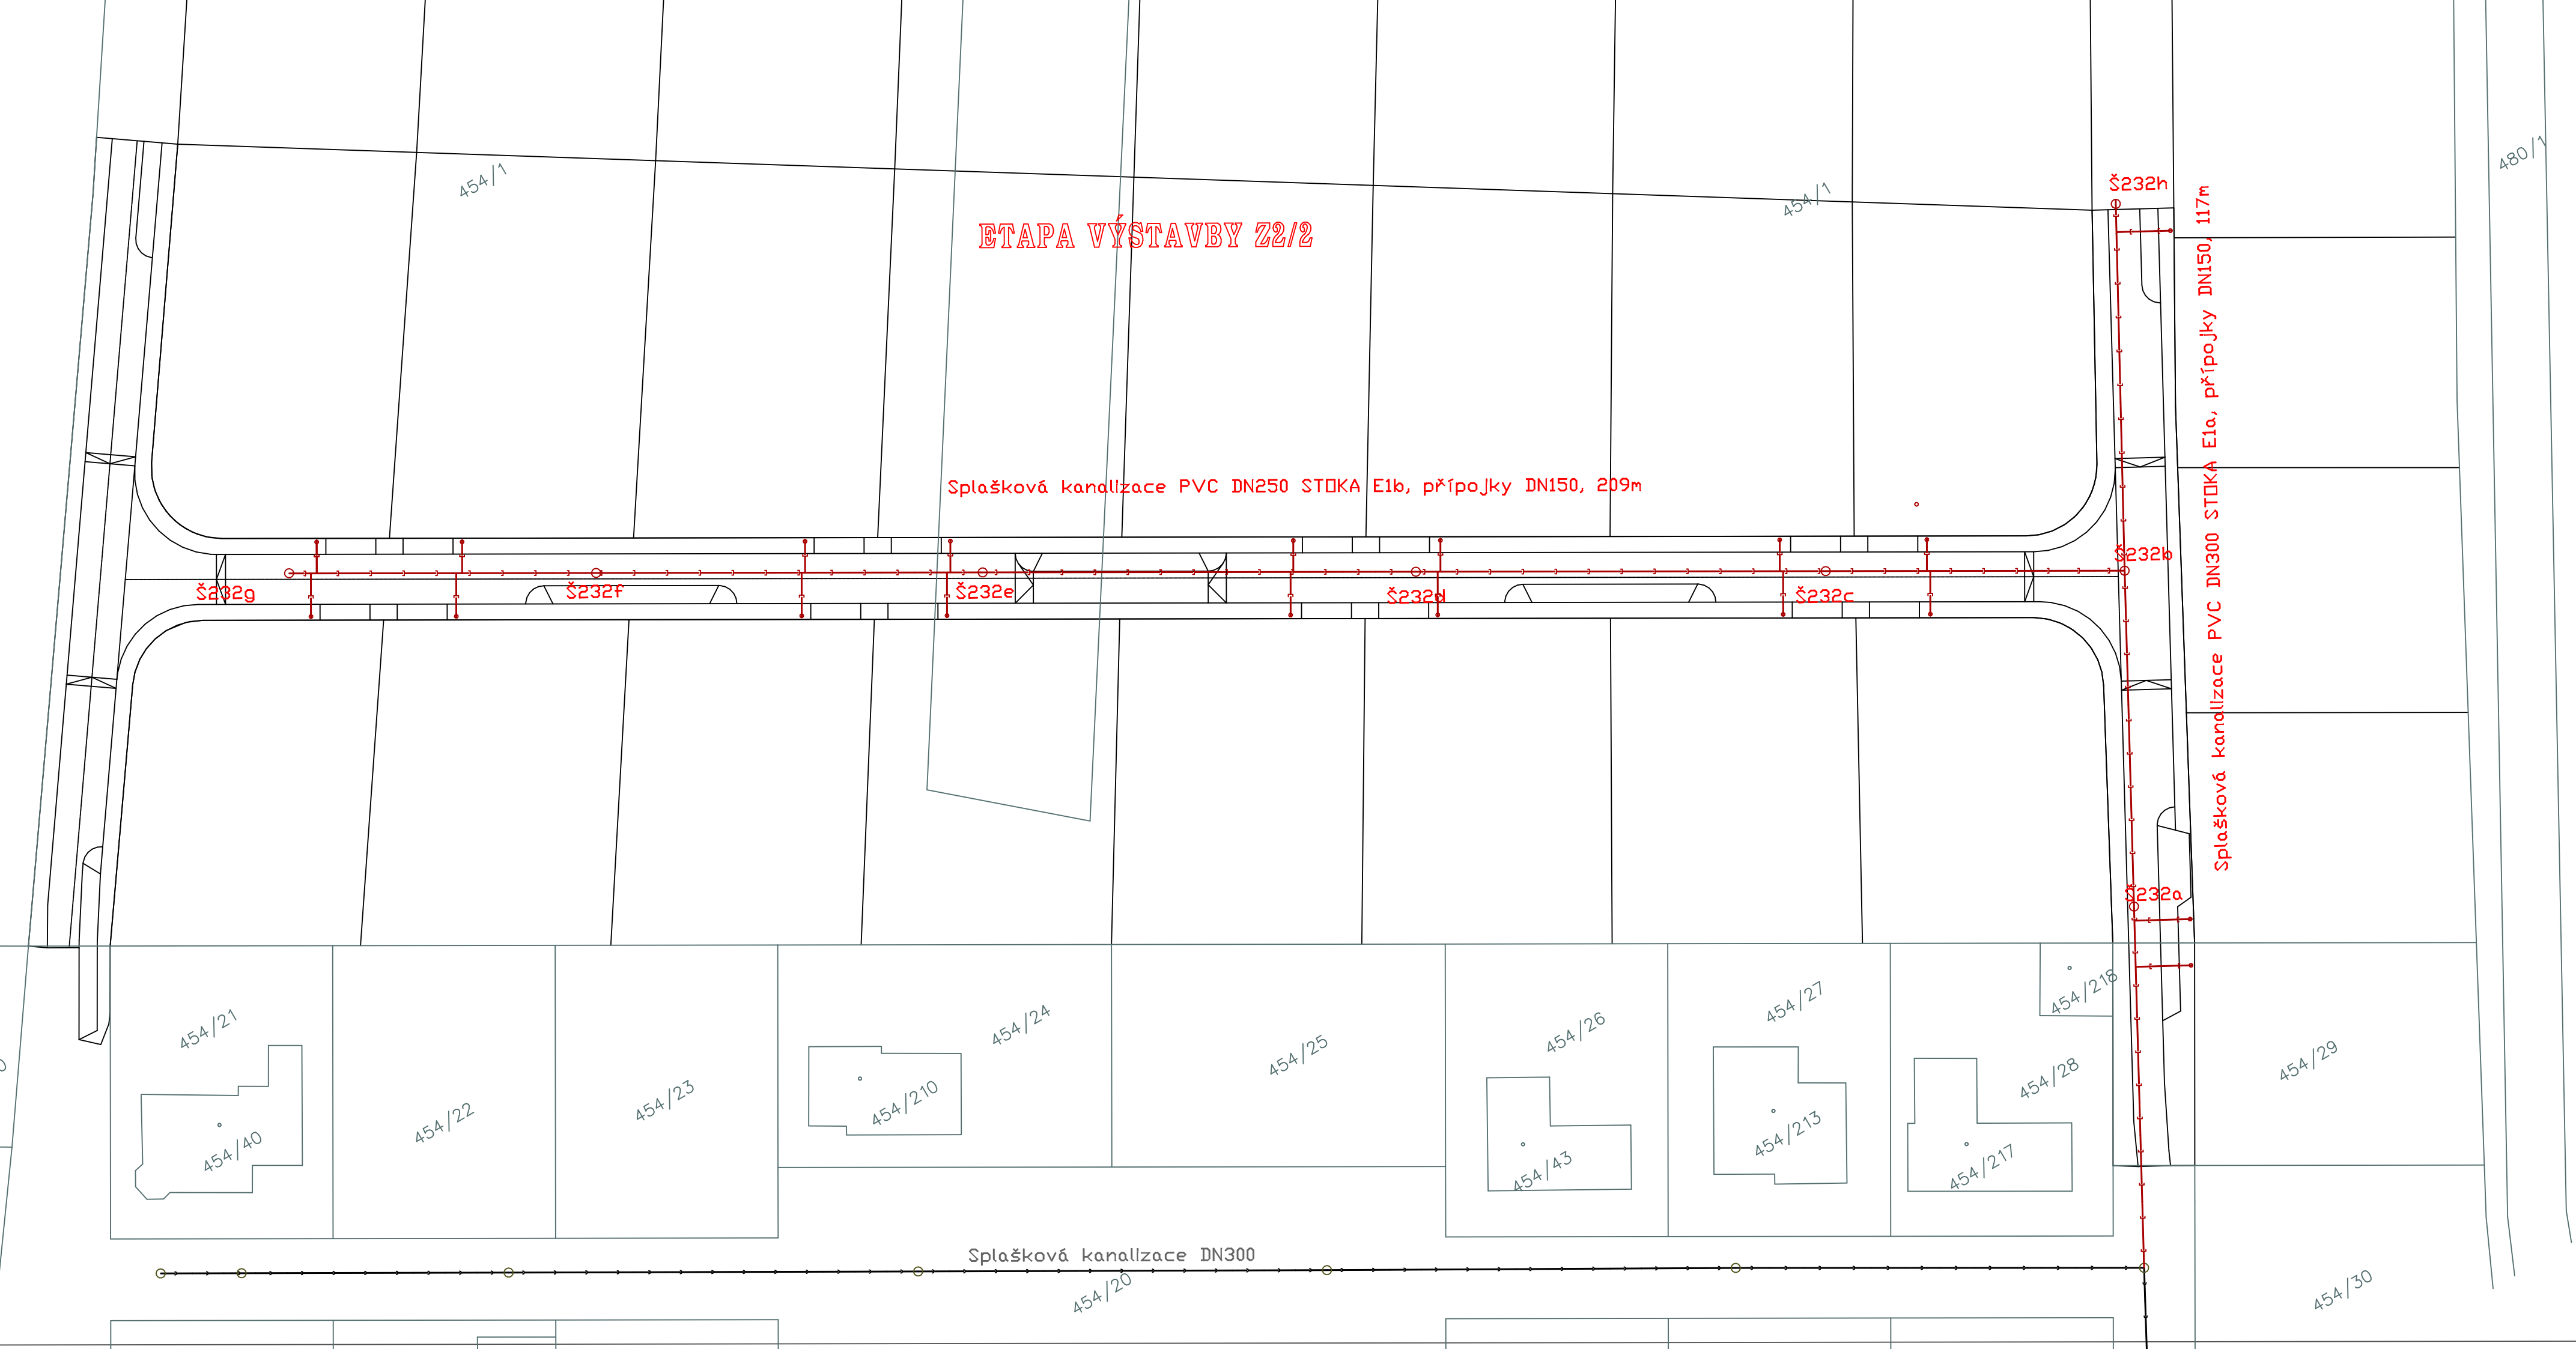 480/1
454/1
454/1
Š232h
ETAPA VÝSTAVBY Z2/2
Splašková kanalizace PVC DN300 STOKA E1a, přípojky DN150, 117m
Splašková kanalizace PVC DN250 STOKA E1b, přípojky DN150, 209m
Š232b
Š232g
Š232f
Š232e
Š232d
Š232c
Š232a
454/21
454/24
454/26
454/27
454/218
454/25
454/29
454/22
454/23
454/210
454/28
454/40
454/43
454/213
454/217
Splašková kanalizace DN300
454/20
454/30